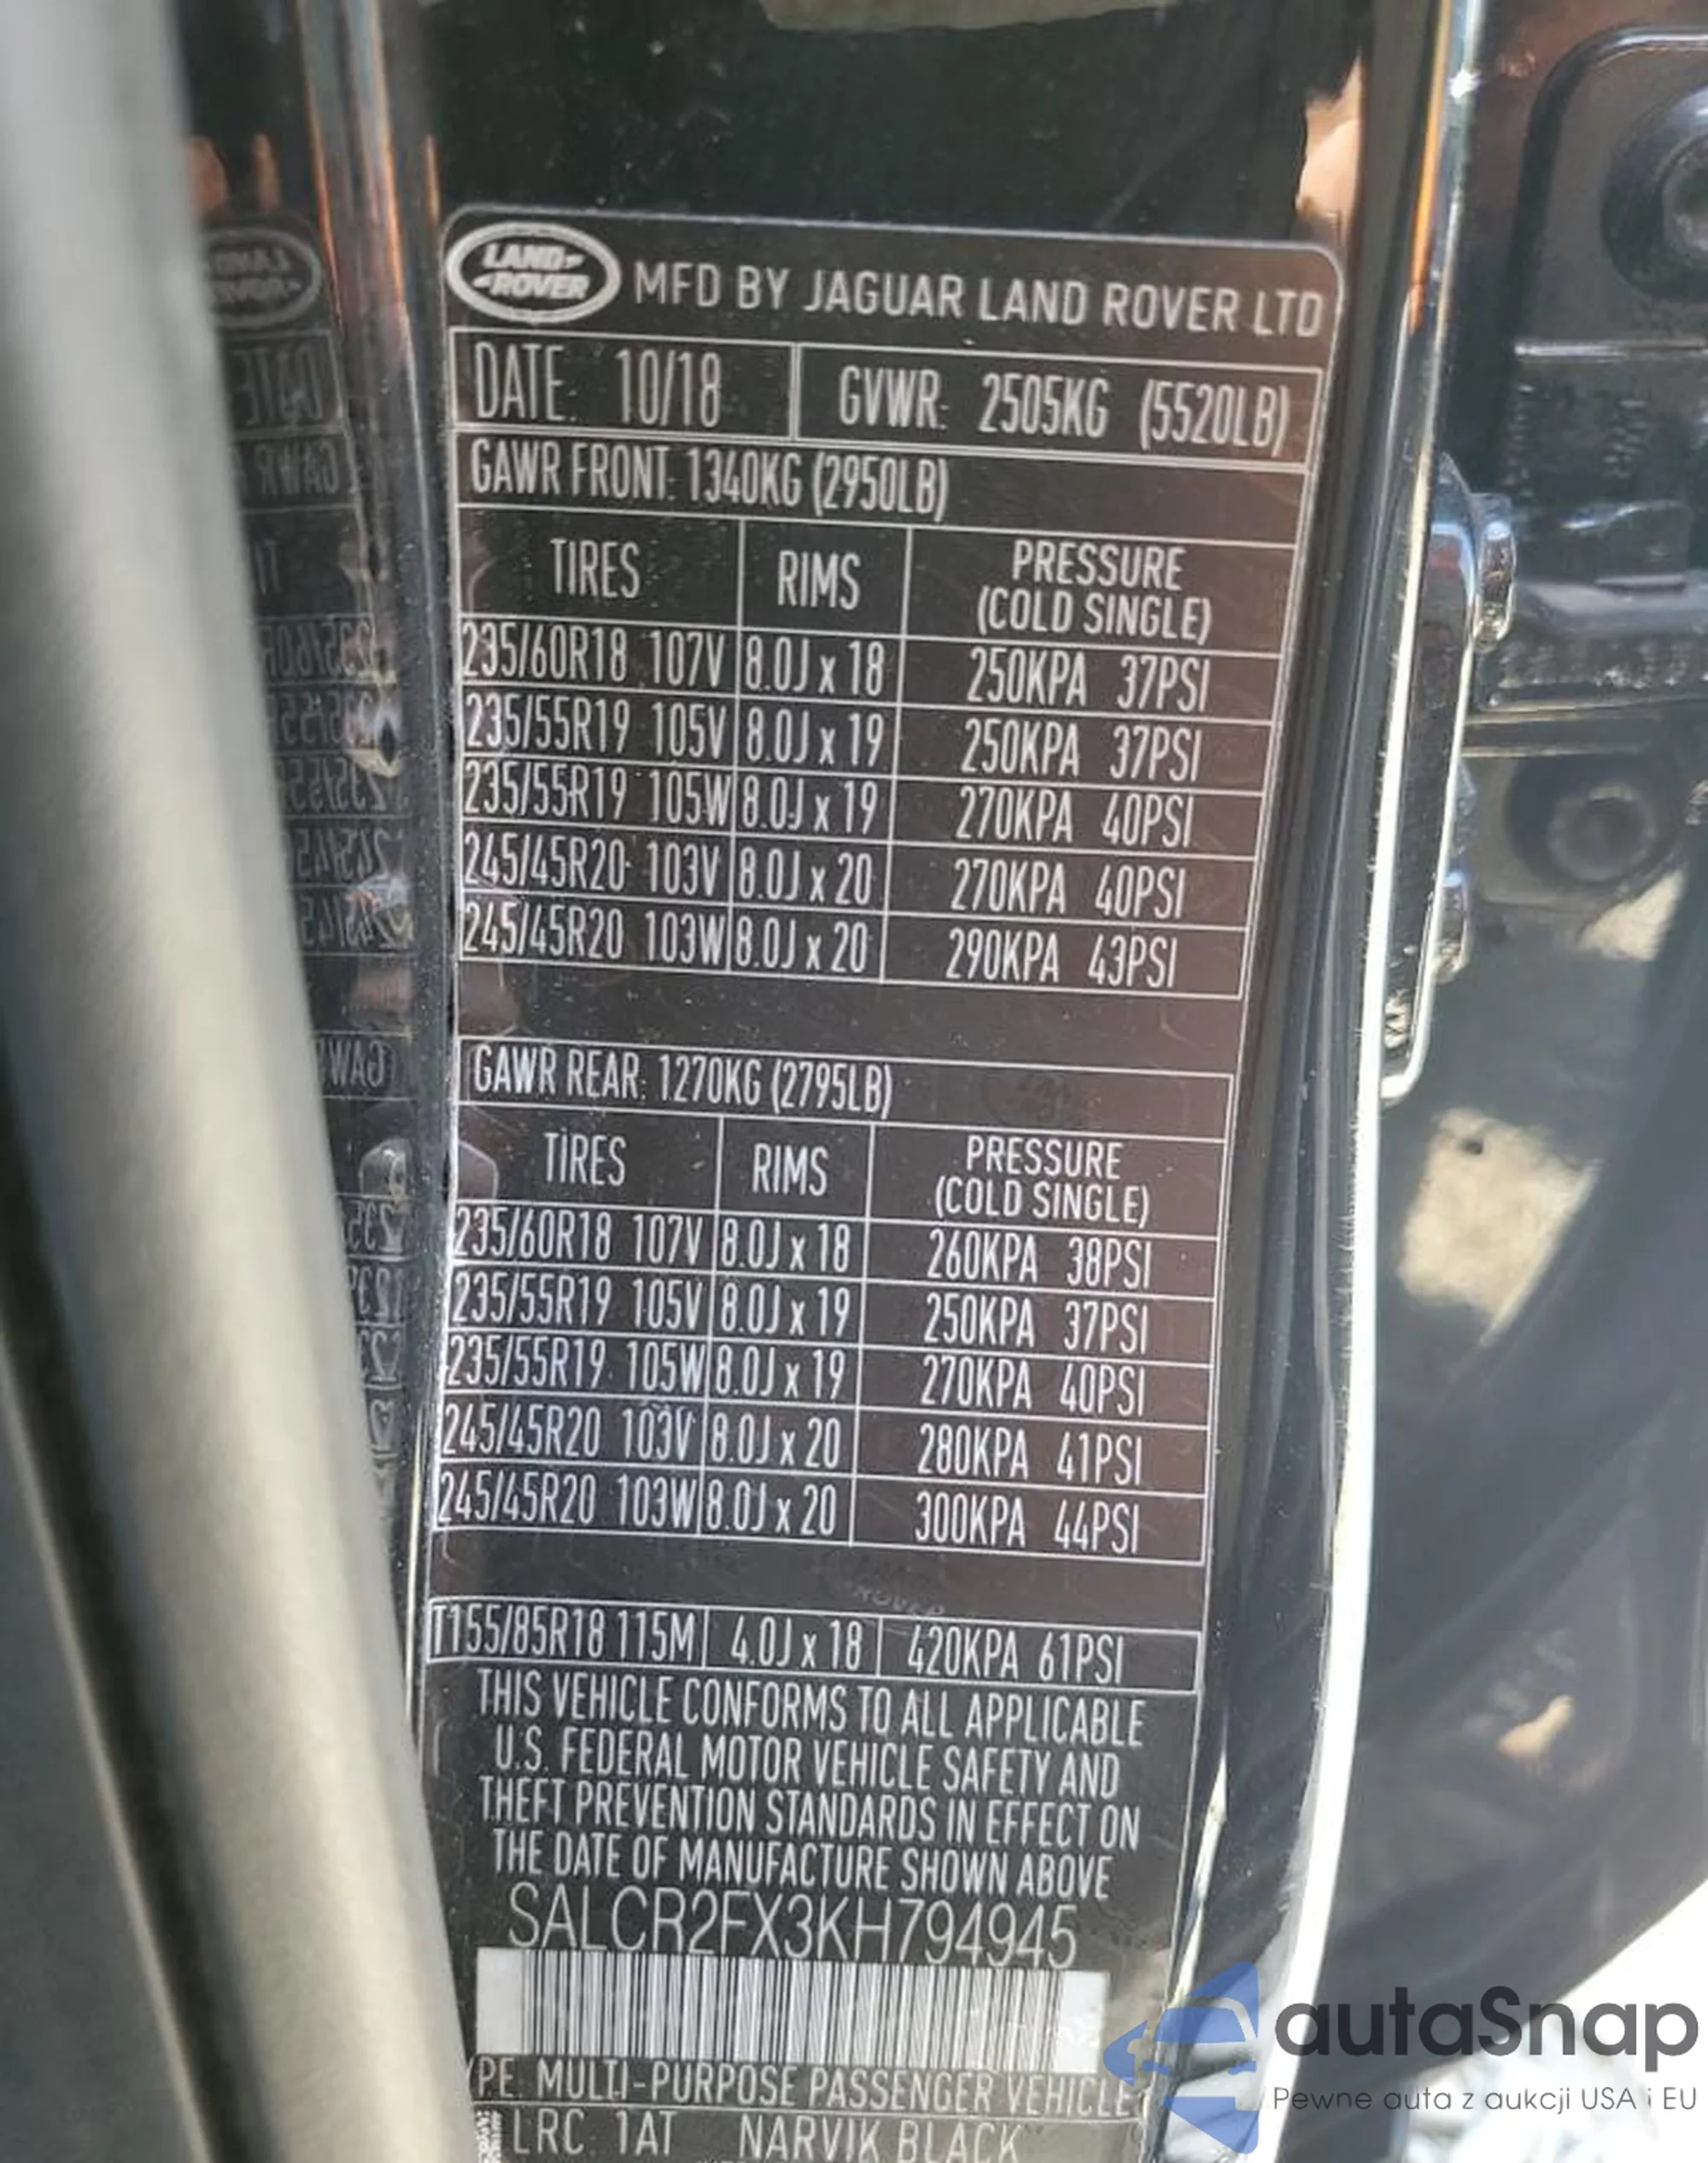 LAND ROVER MFD BY JAGUAR LAND ROVER LTD
DATE: 10/18 GVWR: 2505KG (5520LB)
GAWR FRONT: 1340KG (2950LB)
TIRES RIMS PRESSURE (COLD SINGLE)
235/60R18 107V 8.0J x 18 250KPA 37PSI
235/55R19 105V 8.0J x 19 250KPA 37PSI
235/55R19 105W 8.0J x 19 270KPA 40PSI
245/45R20 103V 8.0J x 20 270KPA 40PSI
245/45R20 103W 8.0J x 20 290KPA 43PSI
GAWR REAR: 1270KG (2795LB)
TIRES RIMS PRESSURE (COLD SINGLE)
235/60R18 107V 8.0J x 18 260KPA 38PSI
235/55R19 105V 8.0J x 19 250KPA 37PSI
235/55R19 105W 8.0J x 19 270KPA 40PSI
245/45R20 103V 8.0J x 20 280KPA 41PSI
245/45R20 103W 8.0J x 20 300KPA 44PSI
T155/85R18 115M 4.0J x 18 420KPA 61PSI
THIS VEHICLE CONFORMS TO ALL APPLICABLE
U.S. FEDERAL MOTOR VEHICLE SAFETY AND
THEFT PREVENTION STANDARDS IN EFFECT ON
THE DATE OF MANUFACTURE SHOWN ABOVE
SALCR2FX3KH794945
PE: MULTI-PURPOSE PASSENGER VEHICLE
LRC 1AT NARVIK BLACK
autaSnap
Pewne auta z aukcji USA i EU